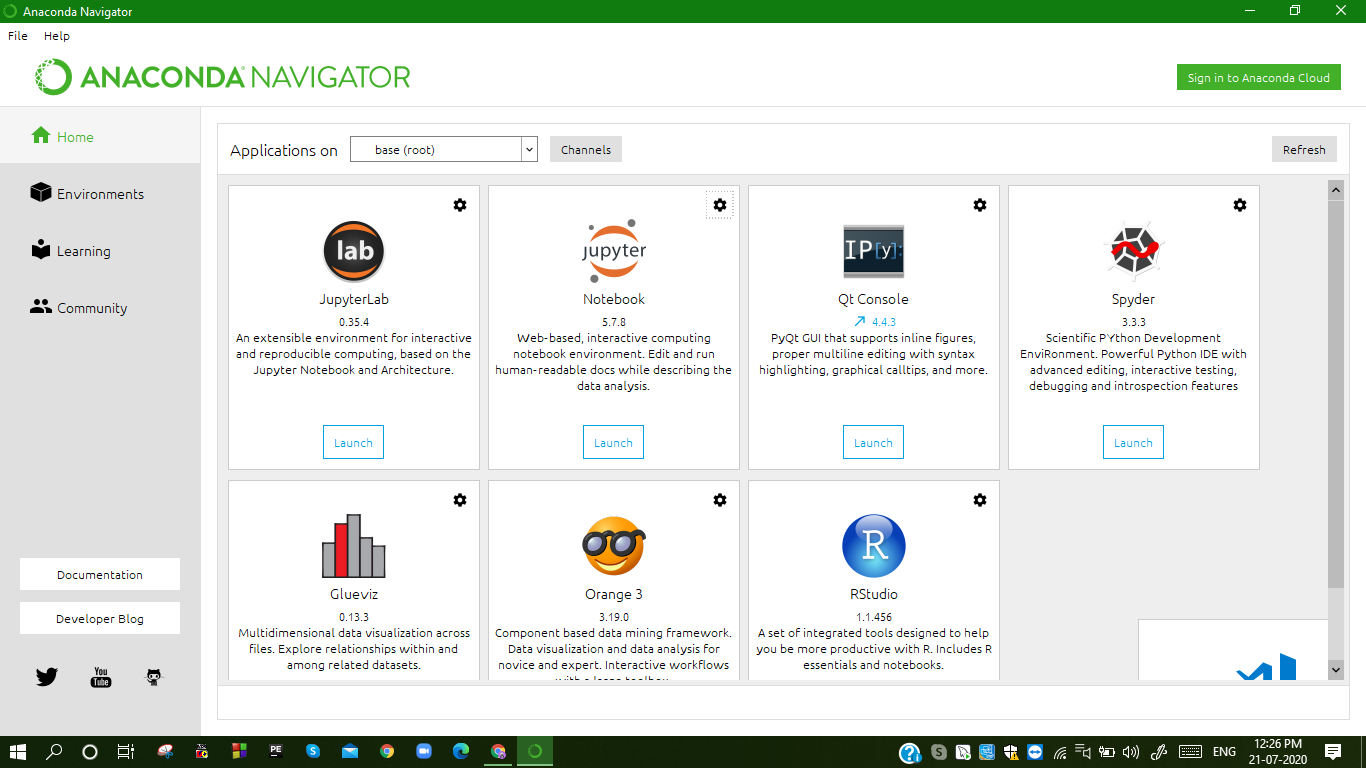 Anaconda Navigator
File Help
ANACONDA NAVIGATOR
Sign in to Anaconda Cloud
Home
Environments
Learning
Community
Documentation
Developer Blog
You
Tube
Applications on base (root) Channels Refresh
lab
JupyterLab
0.35.4
An extensible environment for interactive
and reproducible computing, based on the
Jupyter Notebook and Architecture.
Launch
jupyter
Notebook
5.7.8
Web-based, interactive computing
notebook environment. Edit and run
human-readable docs while describing the
data analysis.
Launch
IP[y]:
Qt Console
4.4.3
PyQt GUI that supports inline figures,
proper multiline editing with syntax
highlighting, graphical calltips, and more.
Launch
Spyder
3.3.3
Scientific PYthon Development
EnviRonment. Powerful Python IDE with
advanced editing, interactive testing,
debugging and introspection features
Launch
Glueviz
0.13.3
Multidimensional data visualization across
files. Explore relationships within and
among related datasets.
Orange 3
3.19.0
Component based data mining framework.
Data visualization and data analysis for
novice and expert. Interactive workflows
with a large toolbox.
R
RStudio
1.1.456
A set of integrated tools designed to help
you be more productive with R. Includes R
essentials and notebooks.
PE
ENG
12:26 PM
21-07-2020